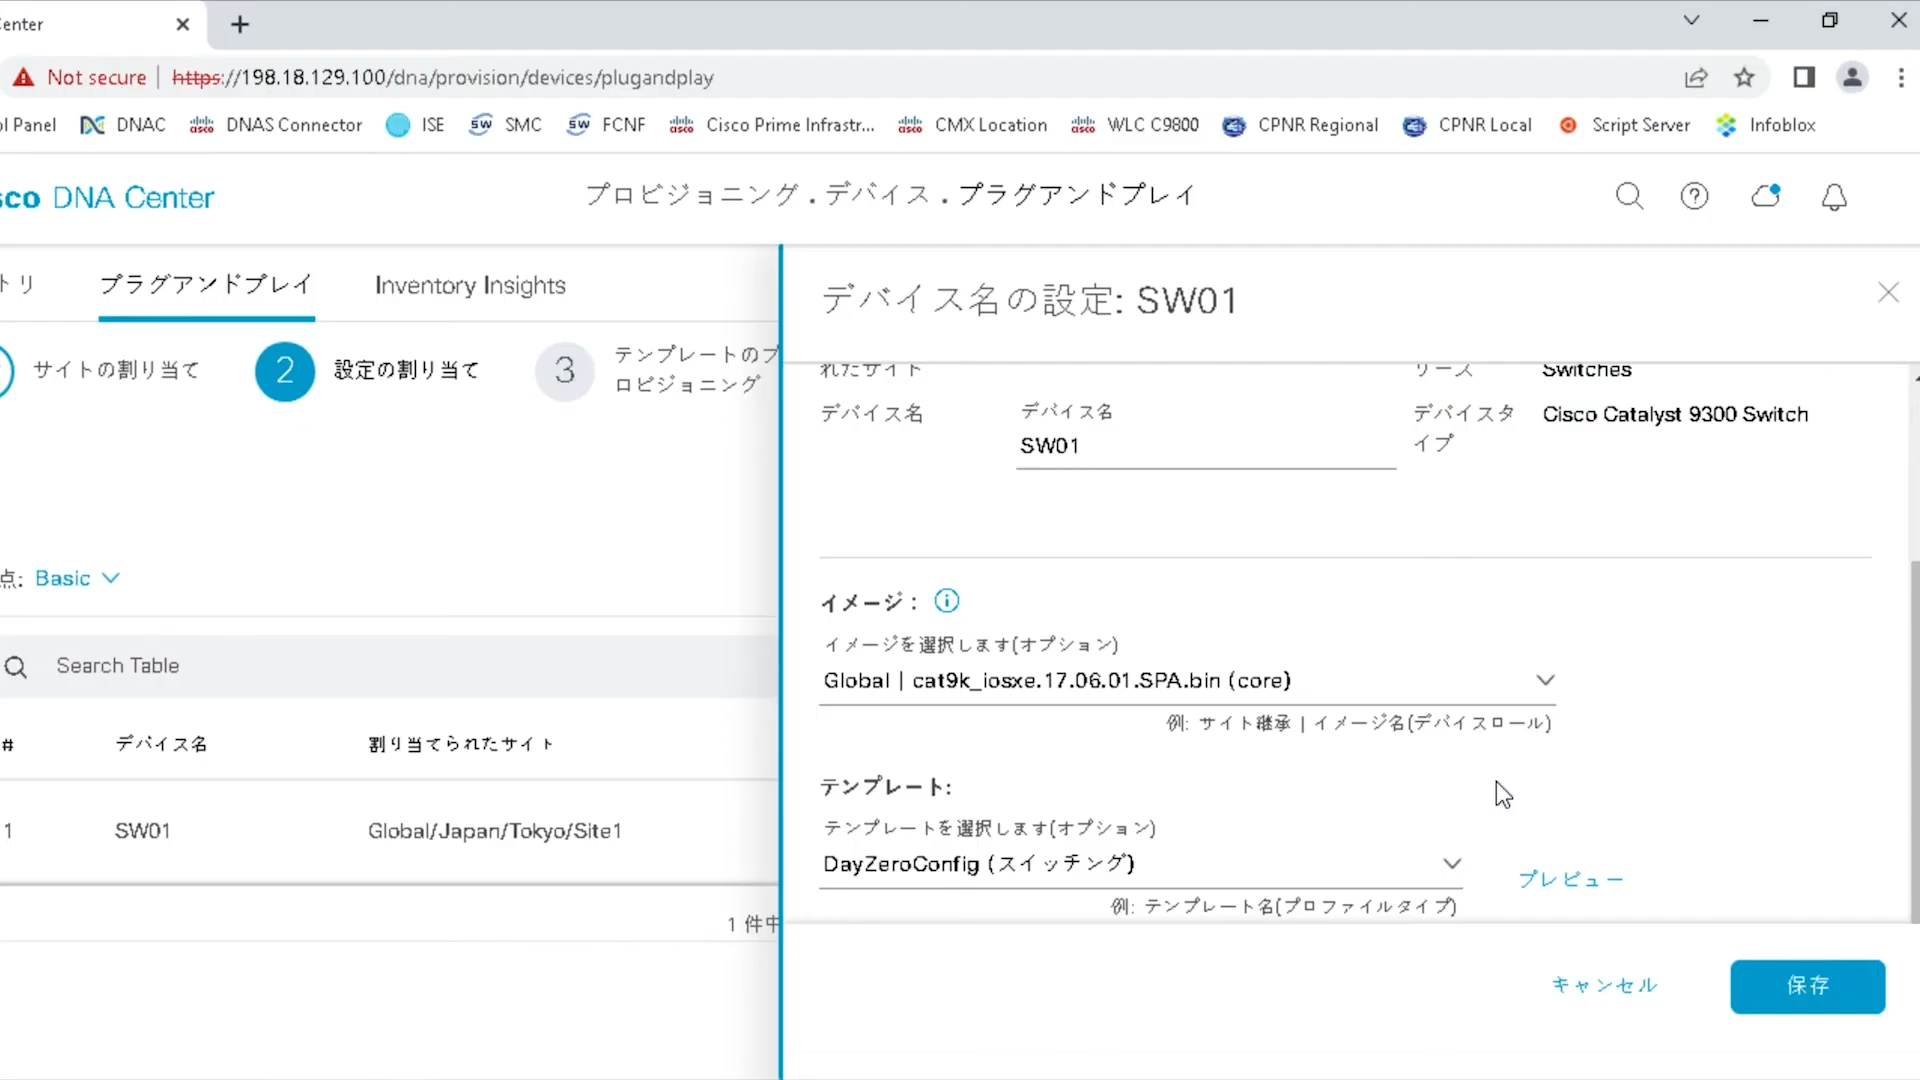 enter
Not secure | https://198.18.129.100/dna/provision/devices/plugandplay
ol Panel DNAC DNAS Connector ISE SMC FCNF Cisco Prime Infrastr... CMX Location WLC C9800 CPNR Regional CPNR Local Script Server Infoblox
sco DNA Center
プロビジョニング . デバイス . プラグアンドプレイ
トリ プラグアンドプレイ Inventory Insights
サイトの割り当て 2 設定の割り当て 3 テンプレートのプ
ロビジョニング
点: Basic
Search Table
# デバイス名 割り当てられたサイト
1 SW01 Global/Japan/Tokyo/Site1
1 件中
デバイス名の設定: SW01
れたサイト リーズ Switches
デバイス名 デバイス名 デバイスタ Cisco Catalyst 9300 Switch
SW01 イプ
イメージ :
イメージを選択します(オプション)
Global | cat9k_iosxe.17.06.01.SPA.bin (core)
例: サイト継承 | イメージ名(デバイスロール)
テンプレート:
テンプレートを選択します(オプション)
DayZeroConfig (スイッチング)
プレビュー
例: テンプレート名(プロファイルタイプ)
キャンセル 保存